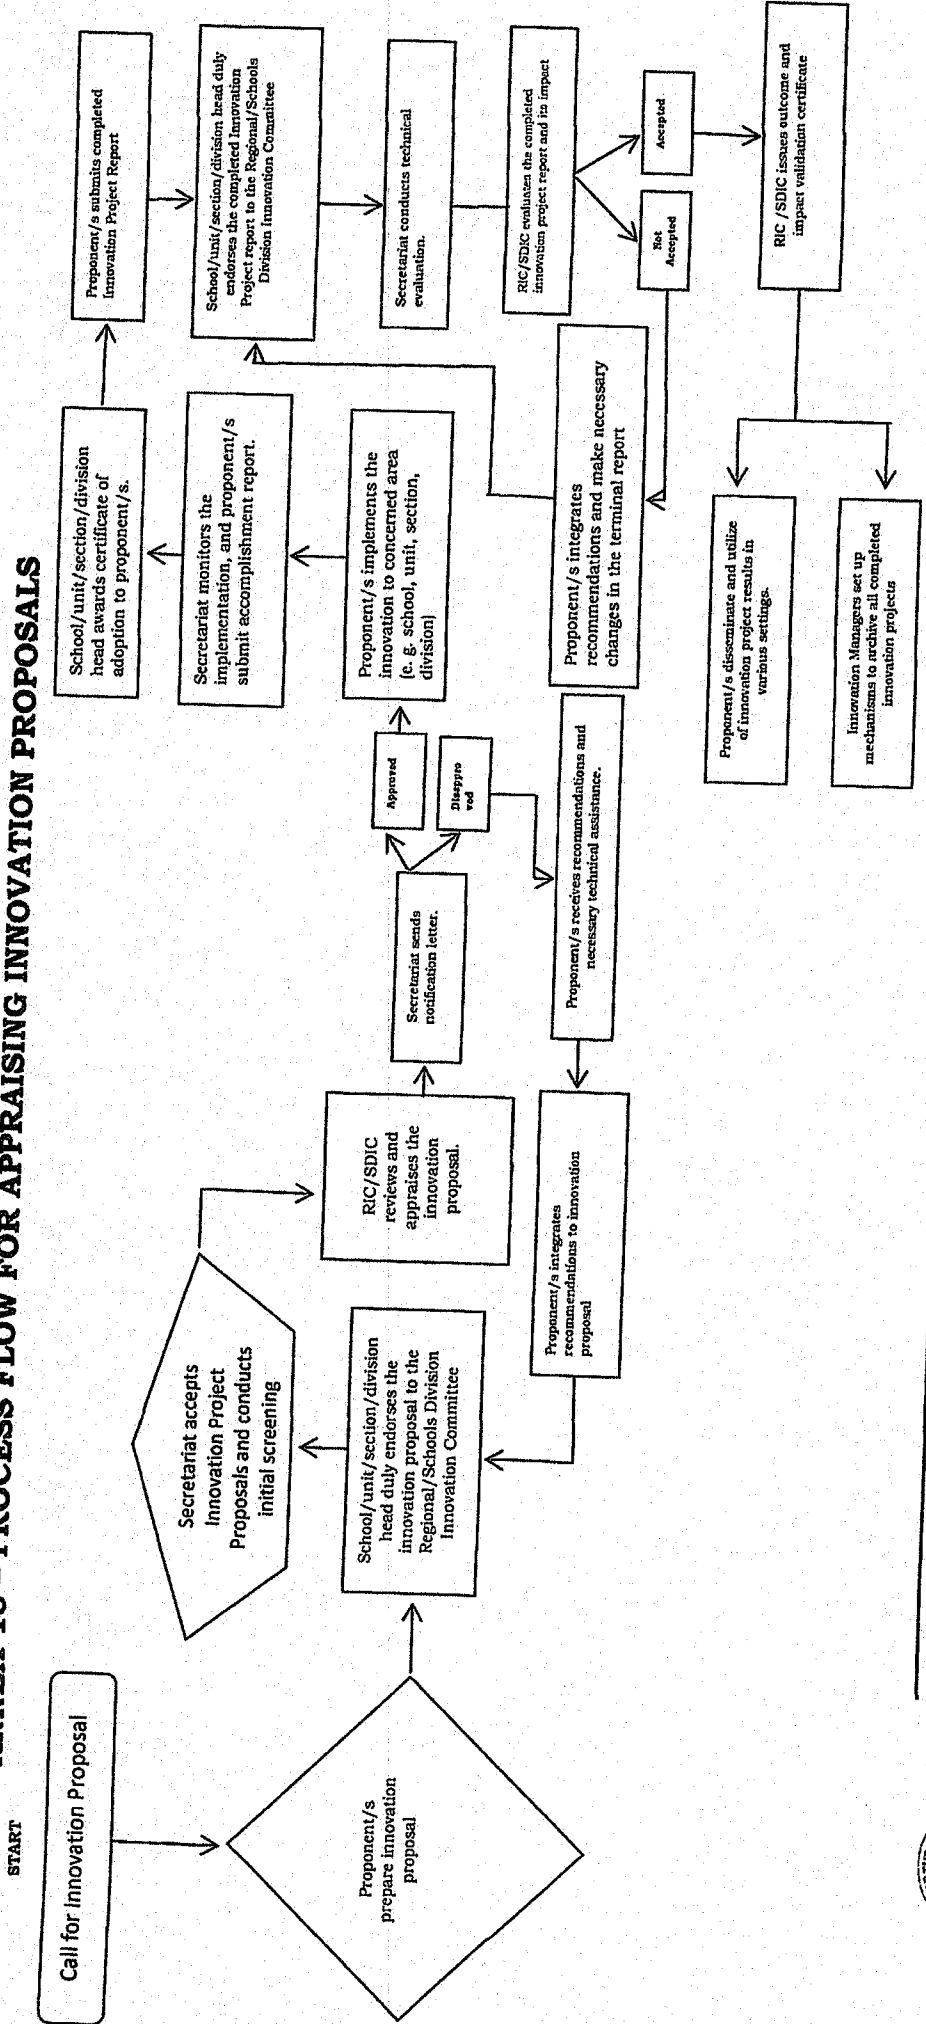 PROCESS FLOW FOR APPRAISING INNOVATION PROPOSALS
START
Call for Innovation Proposal
Proponent/s
prepare innovation
proposal
School/unit/section/division
head duly endorses the
innovation proposal to the
Regional/Schools Division
Innovation Committee
Secretariat accepts
Innovation Project
Proposals and conducts
initial screening
RIC/SDIC
reviews and
appraises the
innovation
proposal.
Secretariat sends
notification letter.
Approved
Disappro
ved
Proponent/s receives recommendations and
necessary technical assistance.
Proponent/s integrates
recommendations to innovation
proposal
Proponent/s implements the
innovation to concerned area
(e. g. school, unit, section,
division)
Secretariat monitors the
implementation, and proponent/s
submit accomplishment report.
School/unit/section/division
head awards certificate of
adoption to proponent/s.
Proponent/s submits completed
Innovation Project Report
School/unit/section/division head duly
endorses the completed Innovation
Project report to the Regional/Schools
Division Innovation Committee
Secretariat conducts technical
evaluation.
RIC/SDIC evaluates the completed
innovation project report and its impact
Accepted
Not
Accepted
Proponent/s integrates
recommendations and make necessary
changes in the terminal report
RIC /SDIC issues outcome and
impact validation certificate
Proponent/s disseminate and utilize
of innovation project results in
various settings.
Innovation Managers set up
mechanisms to archive all completed
innovation projects